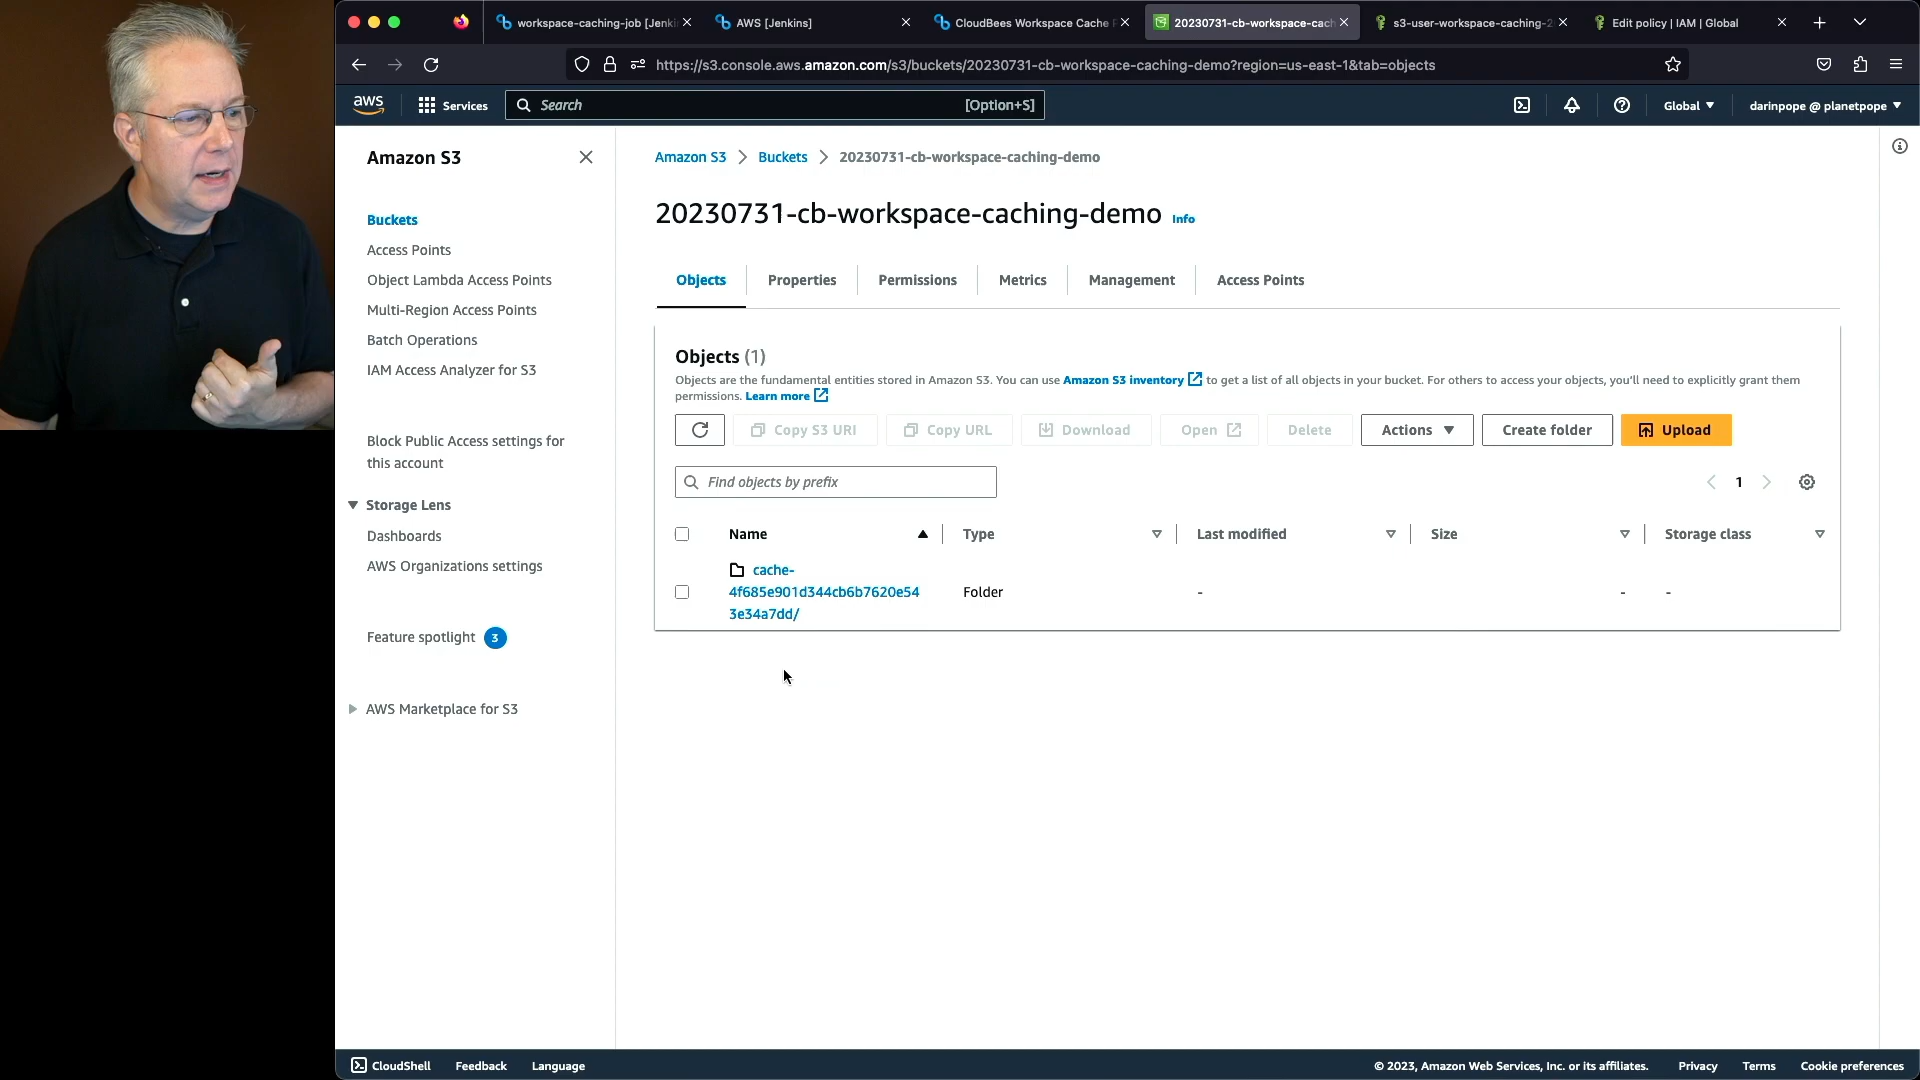 workspace-caching-job [Jenki
AWS [Jenkins]
CloudBees Workspace Cache P
20230731-cb-workspace-cach
s3-user-workspace-caching-2
Edit policy | IAM | Global
https://s3.console.aws.amazon.com/s3/buckets/20230731-cb-workspace-caching-demo?region=us-east-1&tab=objects
aws
Services
Search
[Option+S]
Global
darinpope @ planetpope
Amazon S3
Buckets
Access Points
Object Lambda Access Points
Multi-Region Access Points
Batch Operations
IAM Access Analyzer for S3
Block Public Access settings for
this account
Storage Lens
Dashboards
AWS Organizations settings
Feature spotlight 3
AWS Marketplace for S3
Amazon S3 > Buckets > 20230731-cb-workspace-caching-demo
20230731-cb-workspace-caching-demo Info
Objects
Properties
Permissions
Metrics
Management
Access Points
Objects (1)
Objects are the fundamental entities stored in Amazon S3. You can use Amazon S3 inventory to get a list of all objects in your bucket. For others to access your objects, you'll need to explicitly grant them
permissions. Learn more
Copy S3 URI
Copy URL
Download
Open
Delete
Actions
Create folder
Upload
Find objects by prefix
1
Name
Type
Last modified
Size
Storage class
cache-
4f685e901d344cb6b7620e54
3e34a7dd/
Folder
-
-
-
CloudShell
Feedback
Language
© 2023, Amazon Web Services, Inc. or its affiliates.
Privacy
Terms
Cookie preferences